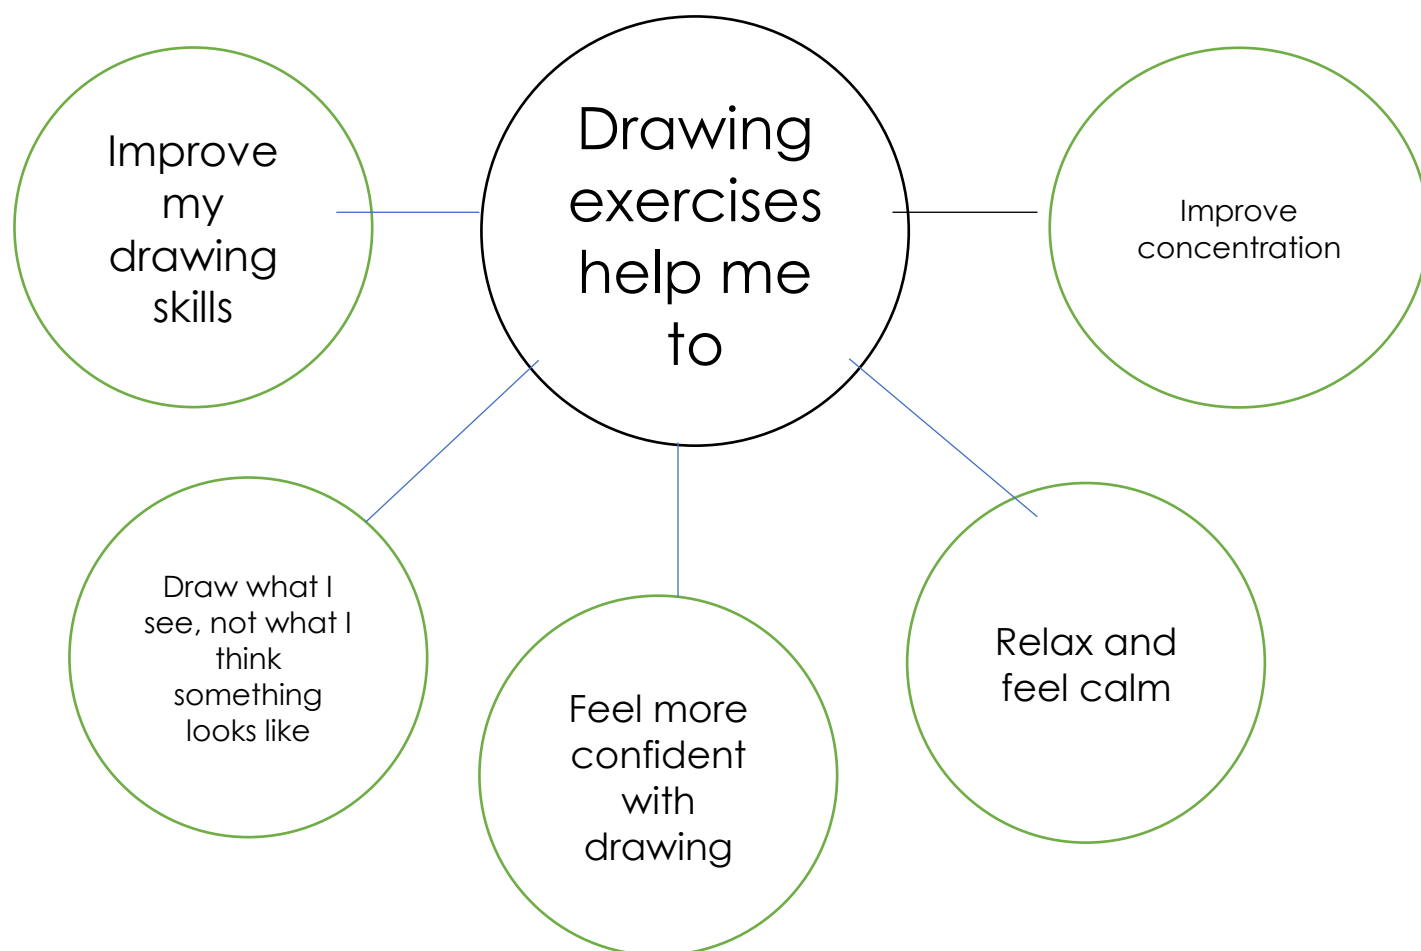 Drawing
exercises
help me
to
Improve
my
drawing
skills
Improve
concentration
Draw what I
see, not what I
think
something
looks like
Feel more
confident
with
drawing
Relax and
feel calm